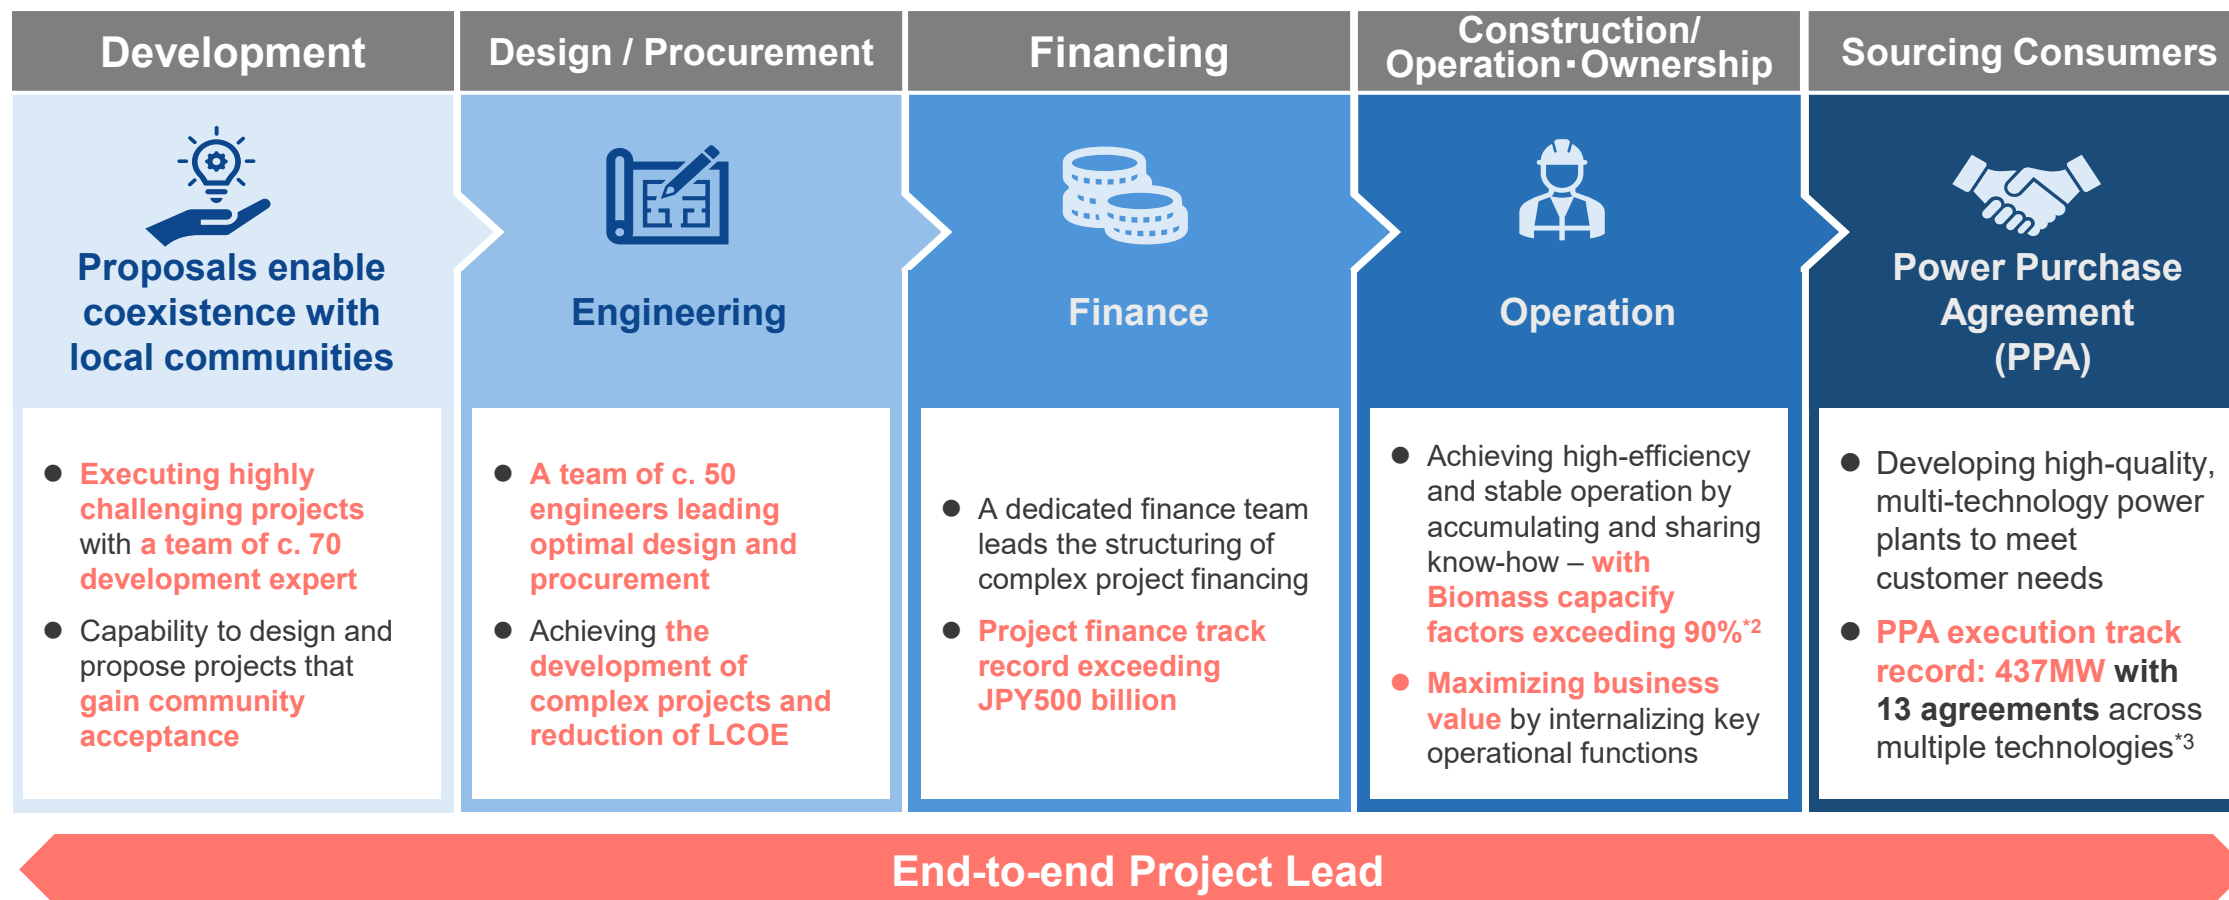 Development
Design / Procurement
Financing
Construction/
Operation・Ownership
Sourcing Consumers
Proposals enable
coexistence with
local communities
Engineering
Finance
Operation
Power Purchase
Agreement
(PPA)
● Executing highly
challenging projects
with a team of c. 70
development expert
● Capability to design and
propose projects that
gain community
acceptance
● A team of c. 50
engineers leading
optimal design and
procurement
● Achieving the
development of
complex projects and
reduction of LCOE
● A dedicated finance team
leads the structuring of
complex project financing
● Project finance track
record exceeding
JPY500 billion
● Achieving high-efficiency
and stable operation by
accumulating and sharing
know-how – with
Biomass capacify
factors exceeding 90%*2
● Maximizing business
value by internalizing key
operational functions
● Developing high-quality,
multi-technology power
plants to meet
customer needs
● PPA execution track
record: 437MW with
13 agreements across
multiple technologies*3
End-to-end Project Lead